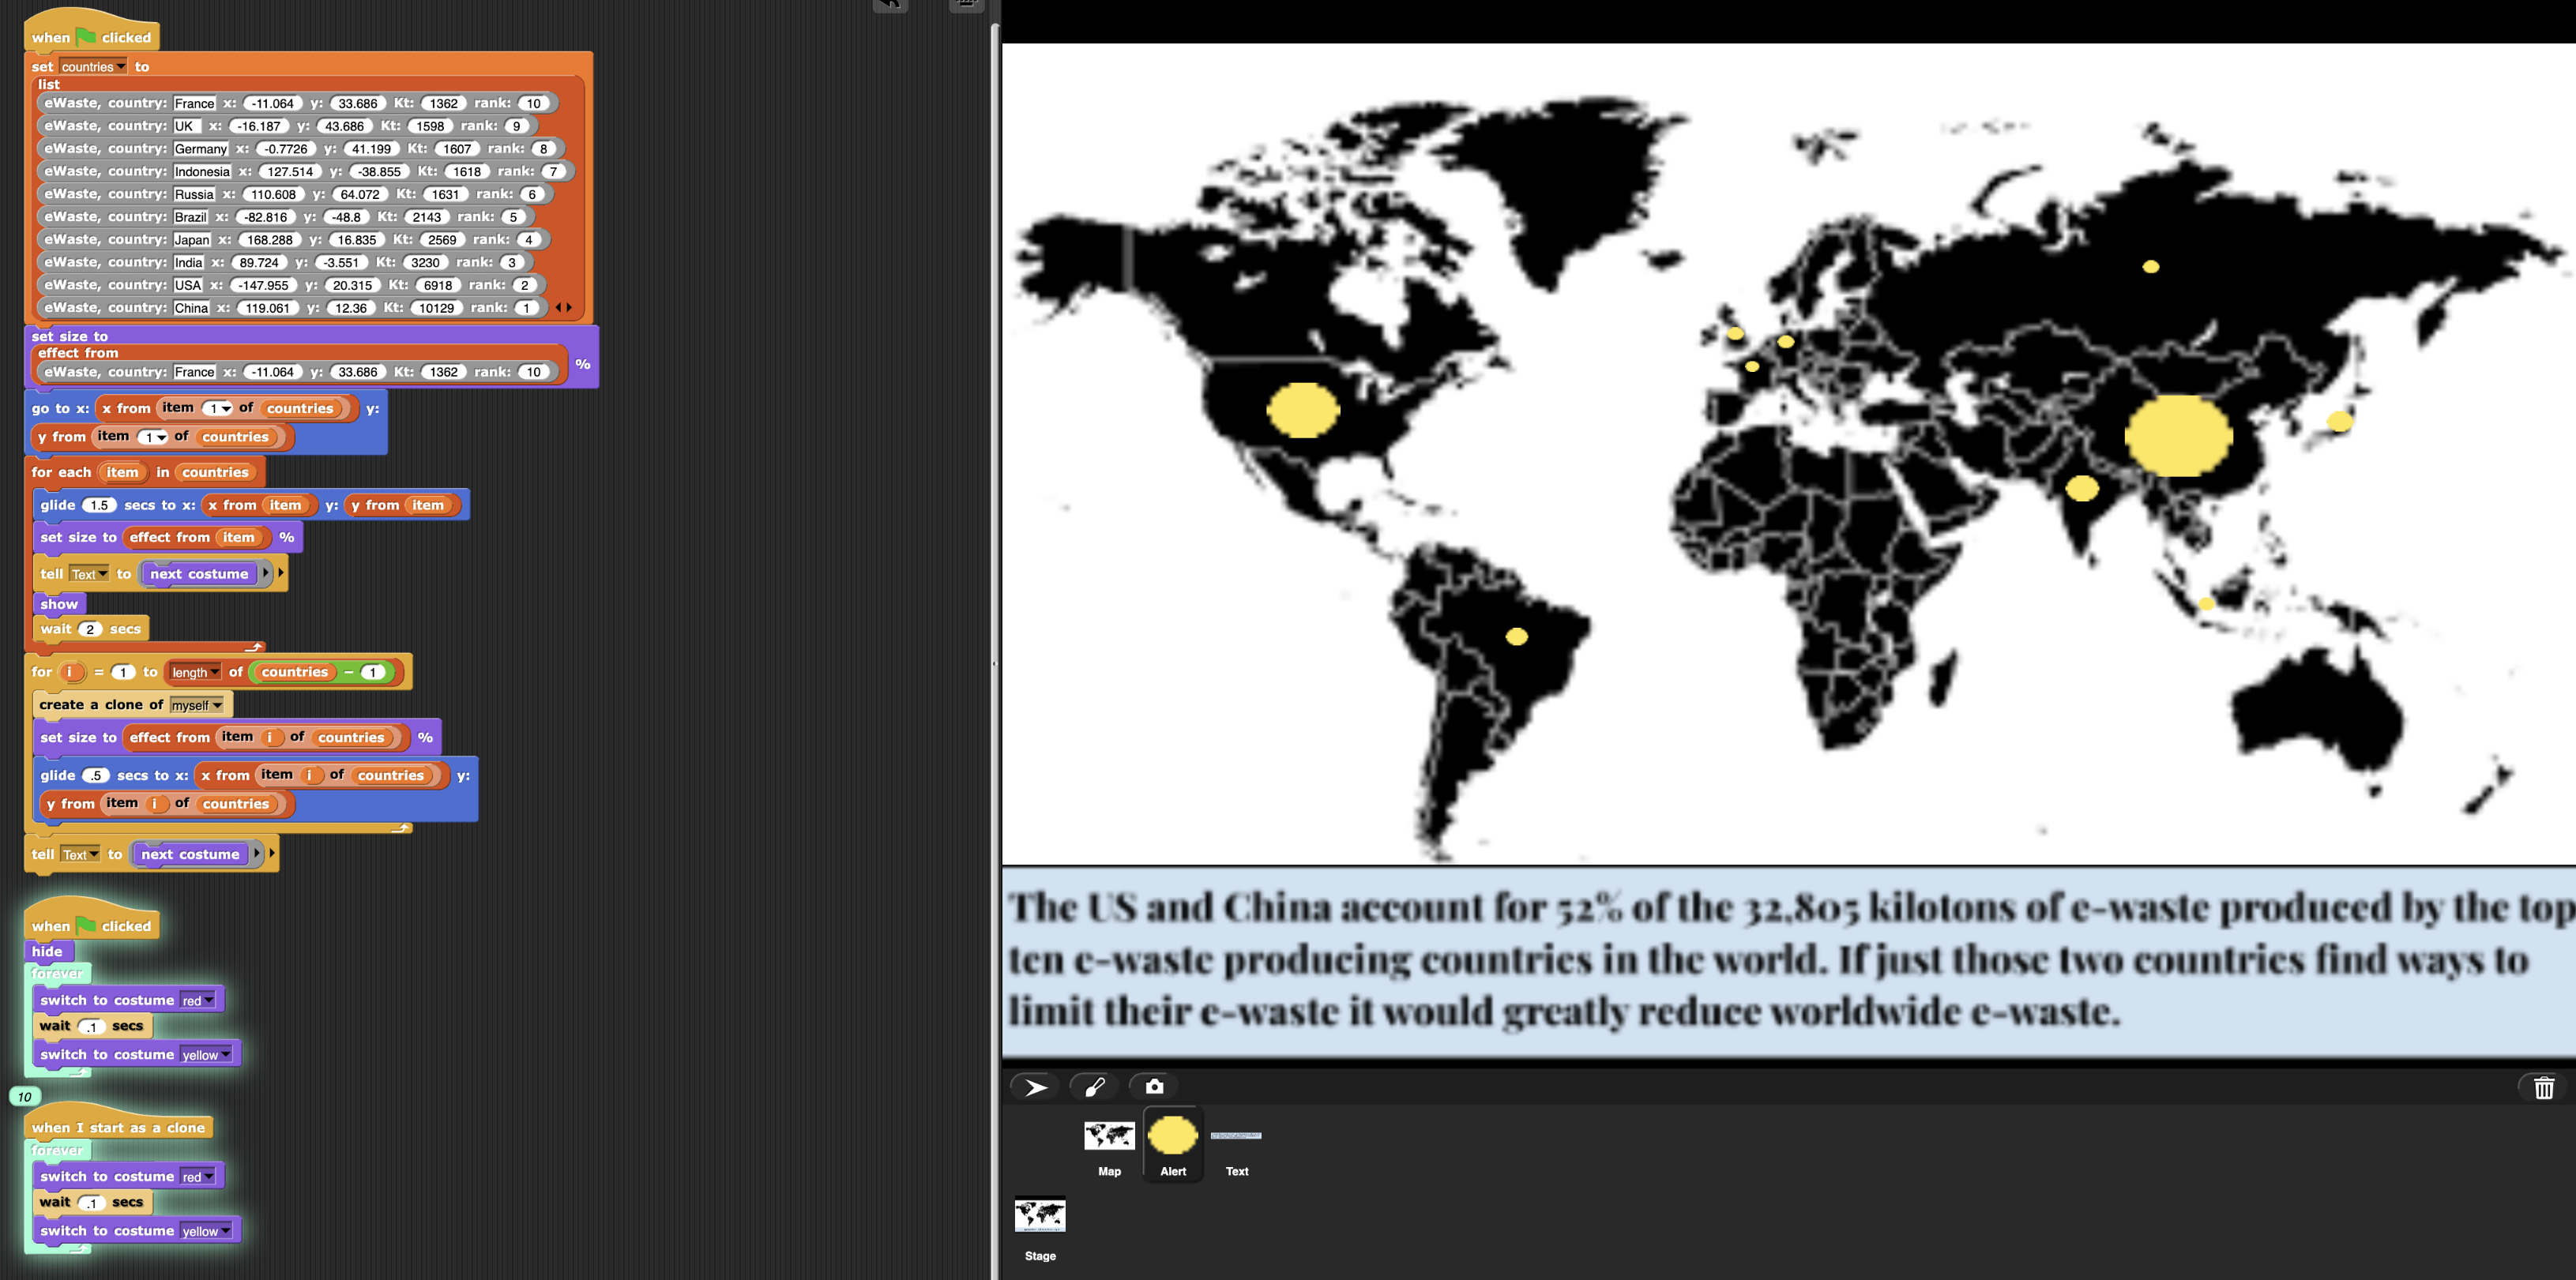 when clicked
set countries to
list
eWaste, country: France x: -11.064 y: 33.686 Kt: 1362 rank: 10
eWaste, country: UK x: -16.187 y: 43.686 Kt: 1598 rank: 9
eWaste, country: Germany x: -0.7726 y: 41.199 Kt: 1607 rank: 8
eWaste, country: Indonesia x: 127.514 y: -38.855 Kt: 1618 rank: 7
eWaste, country: Russia x: 110.608 y: 64.072 Kt: 1631 rank: 6
eWaste, country: Brazil x: -82.816 y: -48.8 Kt: 2143 rank: 5
eWaste, country: Japan x: 168.288 y: 16.835 Kt: 2569 rank: 4
eWaste, country: India x: 89.724 y: -3.551 Kt: 3230 rank: 3
eWaste, country: USA x: -147.955 y: 20.315 Kt: 6918 rank: 2
eWaste, country: China x: 119.061 y: 12.36 Kt: 10129 rank: 1
set size to
effect from
eWaste, country: France x: -11.064 y: 33.686 Kt: 1362 rank: 10
%
go to x: x from item 1 of countries y:
y from item 1 of countries
for each item in countries
glide 1.5 secs to x: x from item y: y from item
set size to effect from item %
tell Text to next costume
show
wait 2 secs
for i = 1 to length of countries - 1
create a clone of myself
set size to effect from item i of countries %
glide .5 secs to x: x from item i of countries y:
y from item i of countries
tell Text to next costume
when clicked
hide
forever
switch to costume red
wait .1 secs
switch to costume yellow
10
when I start as a clone
forever
switch to costume red
wait .1 secs
switch to costume yellow
The US and China account for 52% of the 32,805 kilotons of e-waste produced by the top
ten e-waste producing countries in the world. If just those two countries find ways to
limit their e-waste it would greatly reduce worldwide e-waste.
Map
Alert
Text
Stage